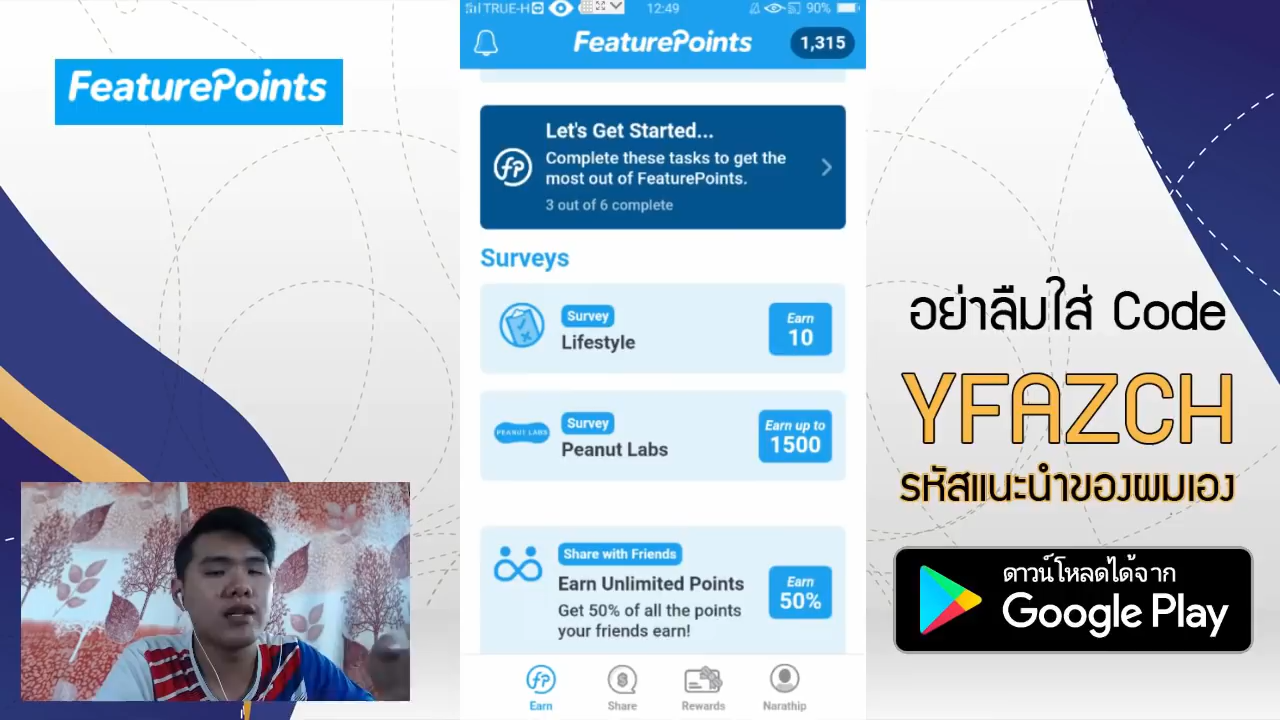 FeaturePoints
TRUE-H
12:49
90%
FeaturePoints
1,315
Let's Get Started...
Complete these tasks to get the
most out of FeaturePoints.
3 out of 6 complete
Surveys
Survey
Lifestyle
Earn
10
PEANUT LABS
Survey
Peanut Labs
Earn up to
1500
Share with Friends
Earn Unlimited Points
Get 50% of all the points
your friends earn!
Earn
50%
Earn
Share
Rewards
Narathip
อย่าลืมใส่ Code
YFAZCH
รหัสแนะนำของผมเอง
ดาวน์โหลดได้จาก
Google Play